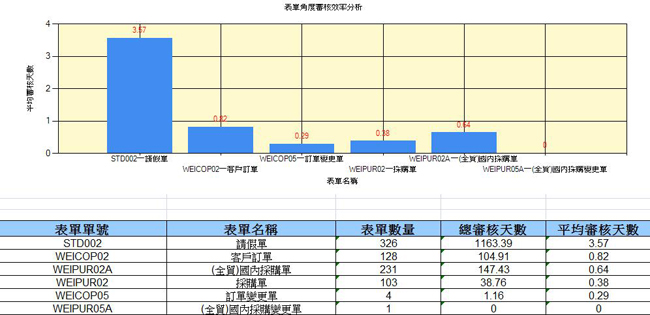 表單角度審核效率分析
平均審核天數
4
3
2
1
0
3.57
0.82
0.29
0.38
0.64
0
STD002—請假單
WEICOP05—訂單變更單
WEIPUR02A—(全貿)國內採購單
WEICOP02—客戶訂單
WEIPUR02—採購單
WEIPUR05A—(全貿)國內採購變更單
表單名稱
表單單號 表單名稱 表單數量 總審核天數 平均審核天數
STD002 請假單 326 1163.39 3.57
WEICOP02 客戶訂單 128 104.91 0.82
WEIPUR02A (全貿)國內採購單 231 147.43 0.64
WEIPUR02 採購單 103 38.76 0.38
WEICOP05 訂單變更單 4 1.16 0.29
WEIPUR05A (全貿)國內採購變更單 1 0 0